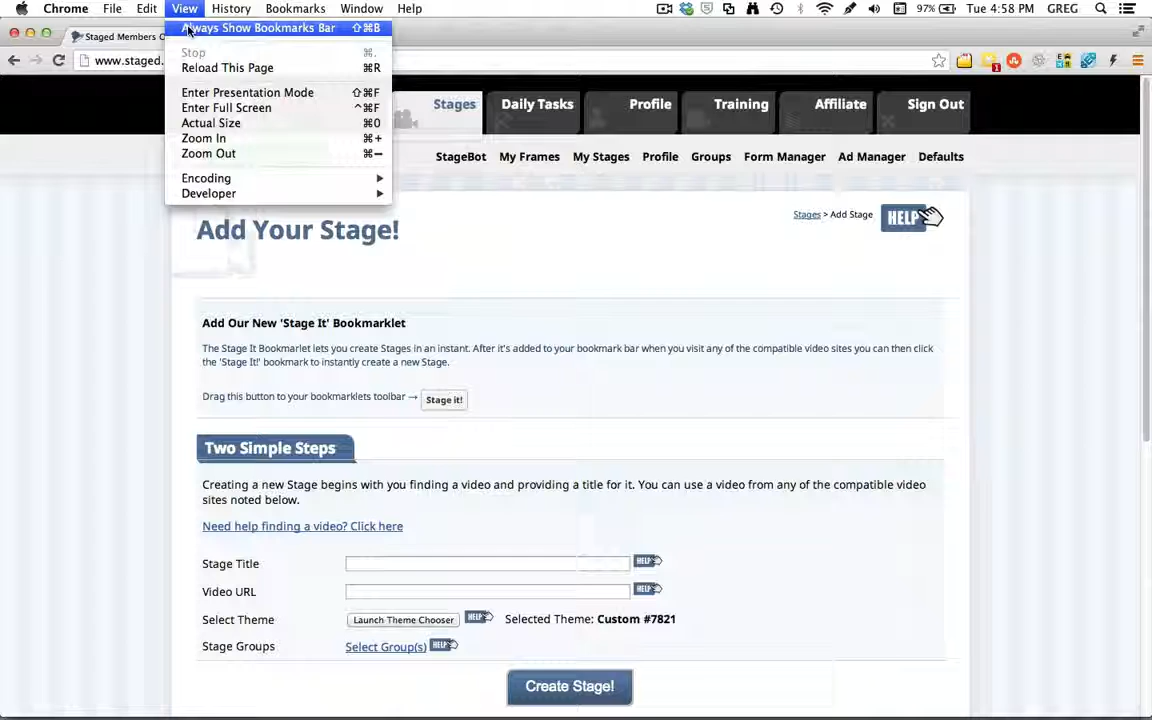 Chrome File Edit View History Bookmarks Window Help 97% Tue 4:58 PM GREG
Always Show Bookmarks Bar ⇧⌘B
Stop ⌘.
Reload This Page ⌘R
Enter Presentation Mode ⇧⌘F
Enter Full Screen ^⌘F
Actual Size ⌘0
Zoom In ⌘+
Zoom Out ⌘−
Encoding
Developer
Staged Members
www.staged.
1
Stages Daily Tasks Profile Training Affiliate Sign Out
StageBot My Frames My Stages Profile Groups Form Manager Ad Manager Defaults
Add Your Stage!
Stages > Add Stage HELP
Add Our New 'Stage It' Bookmarklet
The Stage It Bookmarlet lets you create Stages in an instant. After it's added to your bookmark bar when you visit any of the compatible video sites you can then click
the 'Stage It!' bookmark to instantly create a new Stage.
Drag this button to your bookmarklets toolbar → Stage it!
Two Simple Steps
Creating a new Stage begins with you finding a video and providing a title for it. You can use a video from any of the compatible video
sites noted below.
Need help finding a video? Click here
Stage Title HELP
Video URL HELP
Select Theme Launch Theme Chooser HELP Selected Theme: Custom #7821
Stage Groups Select Group(s) HELP
Create Stage!